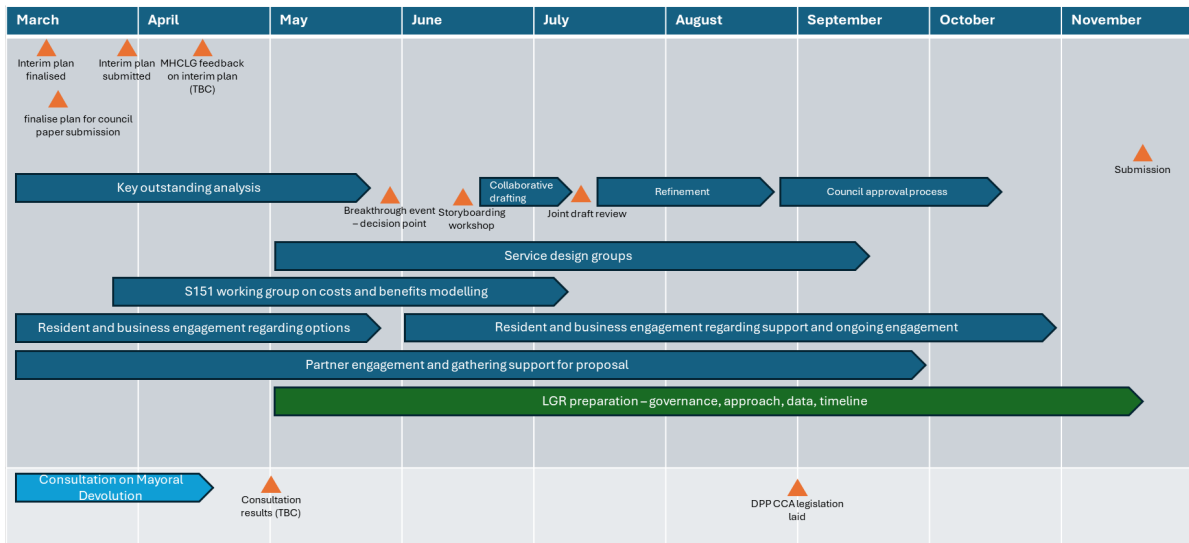 March
April
May
June
July
August
September
October
November
Interim plan
finalised
Interim plan
submitted
MHCLG feedback
on interim plan
(TBC)
finalise plan for council
paper submission
Submission
Key outstanding analysis
Breakthrough event
– decision point
Storyboarding
workshop
Collaborative
drafting
Joint draft review
Refinement
Council approval process
Service design groups
S151 working group on costs and benefits modelling
Resident and business engagement regarding options
Resident and business engagement regarding support and ongoing engagement
Partner engagement and gathering support for proposal
LGR preparation – governance, approach, data, timeline
Consultation on Mayoral
Devolution
Consultation
results (TBC)
DPP CCA legislation
laid